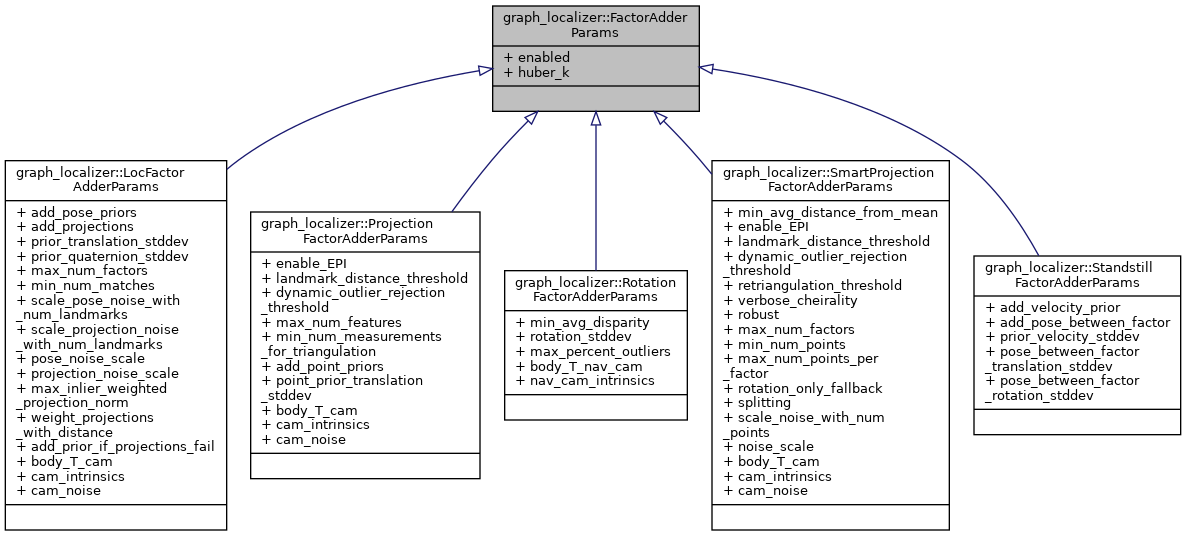 graph_localizer::FactorAdder
Params
+ enabled
+ huber_k
graph_localizer::LocFactor
AdderParams
+ add_pose_priors
+ add_projections
+ prior_translation_stddev
+ prior_quaternion_stddev
+ max_num_factors
+ min_num_matches
+ scale_pose_noise_with
_num_landmarks
+ scale_projection_noise
_with_num_landmarks
+ pose_noise_scale
+ projection_noise_scale
+ max_inlier_weighted
_projection_norm
+ weight_projections
_with_distance
+ add_prior_if_projections_fail
+ body_T_cam
+ cam_intrinsics
+ cam_noise
graph_localizer::Projection
FactorAdderParams
+ enable_EPI
+ landmark_distance_threshold
+ dynamic_outlier_rejection
_threshold
+ max_num_features
+ min_num_measurements
_for_triangulation
+ add_point_priors
+ point_prior_translation
_stddev
+ body_T_cam
+ cam_intrinsics
+ cam_noise
graph_localizer::Rotation
FactorAdderParams
+ min_avg_disparity
+ rotation_stddev
+ max_percent_outliers
+ body_T_nav_cam
+ nav_cam_intrinsics
graph_localizer::SmartProjection
FactorAdderParams
+ min_avg_distance_from_mean
+ enable_EPI
+ landmark_distance_threshold
+ dynamic_outlier_rejection
_threshold
+ retriangulation_threshold
+ verbose_cheirality
+ robust
+ max_num_factors
+ min_num_points
+ max_num_points_per
_factor
+ rotation_only_fallback
+ splitting
+ scale_noise_with_num
_points
+ noise_scale
+ body_T_cam
+ cam_intrinsics
+ cam_noise
graph_localizer::Standstill
FactorAdderParams
+ add_velocity_prior
+ add_pose_between_factor
+ prior_velocity_stddev
+ pose_between_factor
_translation_stddev
+ pose_between_factor
_rotation_stddev